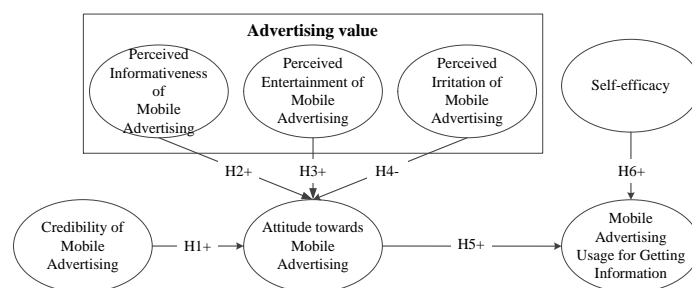 Advertising value
Perceived
Informativeness
of
Mobile
Advertising
Perceived
Entertainment of
Mobile
Advertising
Perceived
Irritation of
Mobile
Advertising
Self-efficacy
H2+
H3+
H4-
H6+
Credibility of
Mobile
Advertising
H1+
Attitude towards
Mobile
Advertising
H5+
Mobile
Advertising
Usage for Getting
Information